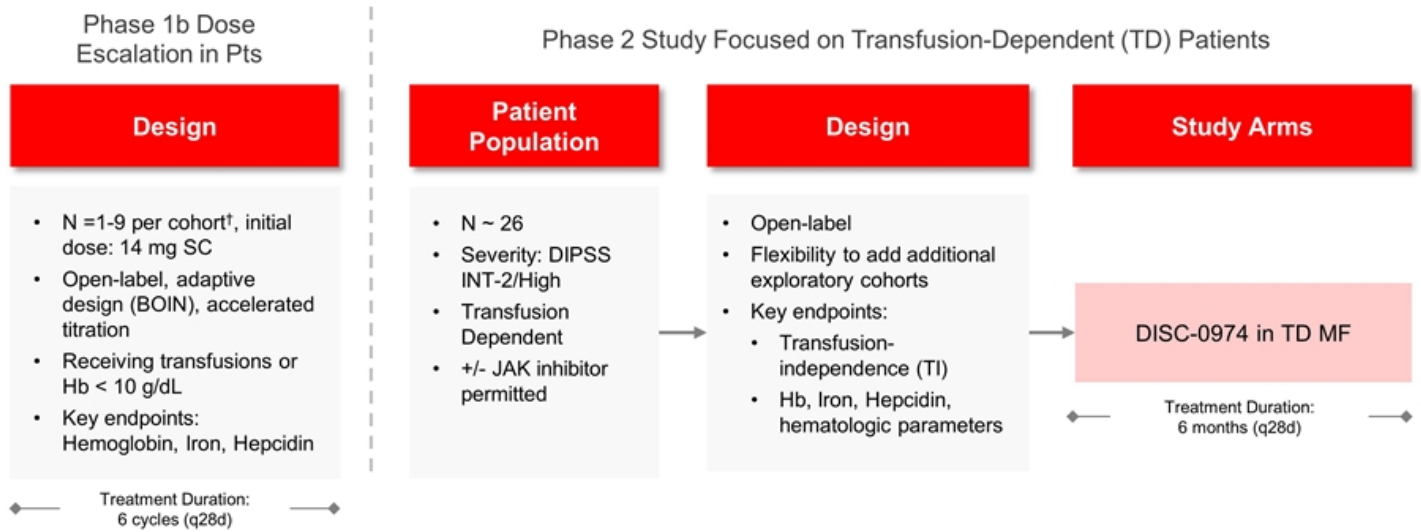 Phase 1b Dose
Escalation in Pts
Phase 2 Study Focused on Transfusion-Dependent (TD) Patients
Design
• N =1-9 per cohort†, initial
dose: 14 mg SC
• Open-label, adaptive
design (BOIN), accelerated
titration
• Receiving transfusions or
Hb < 10 g/dL
• Key endpoints:
Hemoglobin, Iron, Hepcidin
Treatment Duration:
6 cycles (q28d)
Patient
Population
• N ~ 26
• Severity: DIPSS
INT-2/High
• Transfusion
Dependent
• +/- JAK inhibitor
permitted
Design
• Open-label
• Flexibility to add additional
exploratory cohorts
• Key endpoints:
• Transfusion-
independence (TI)
• Hb, Iron, Hepcidin,
hematologic parameters
Study Arms
DISC-0974 in TD MF
Treatment Duration:
6 months (q28d)